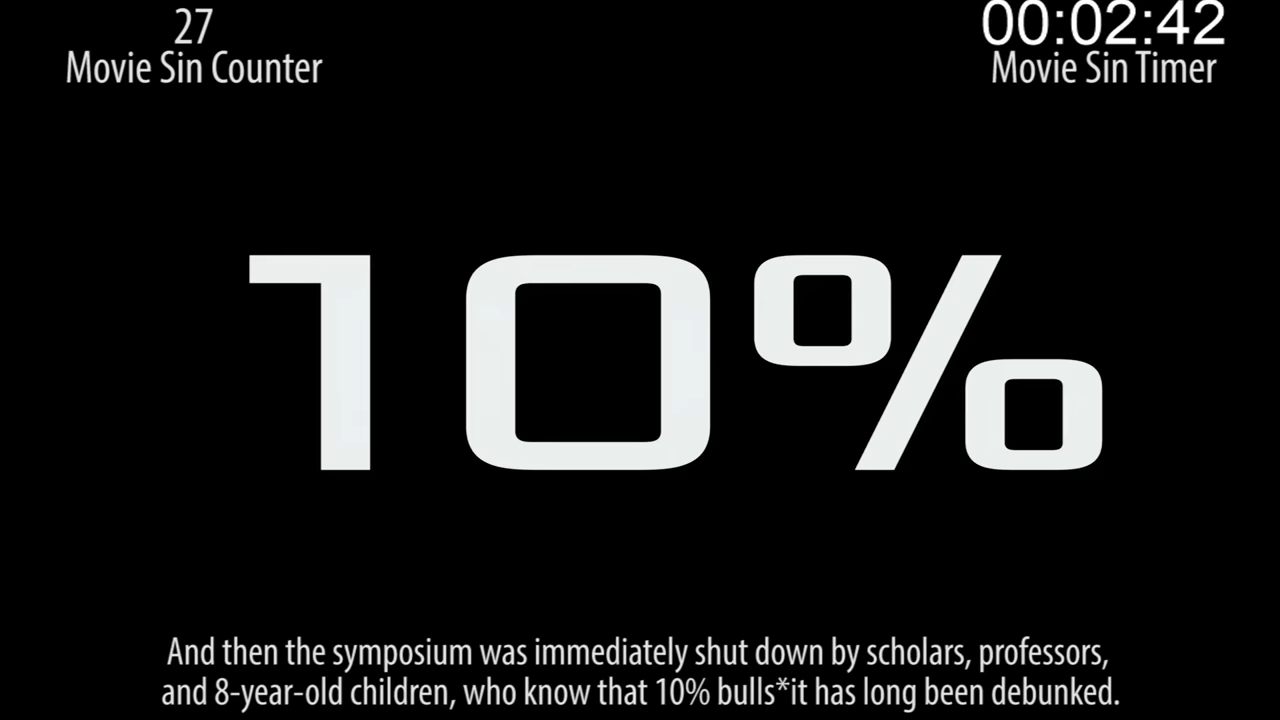 27
Movie Sin Counter
00:02:42
Movie Sin Timer
10%
And then the symposium was immediately shut down by scholars, professors,
and 8-year-old children, who know that 10% bulls*it has long been debunked.